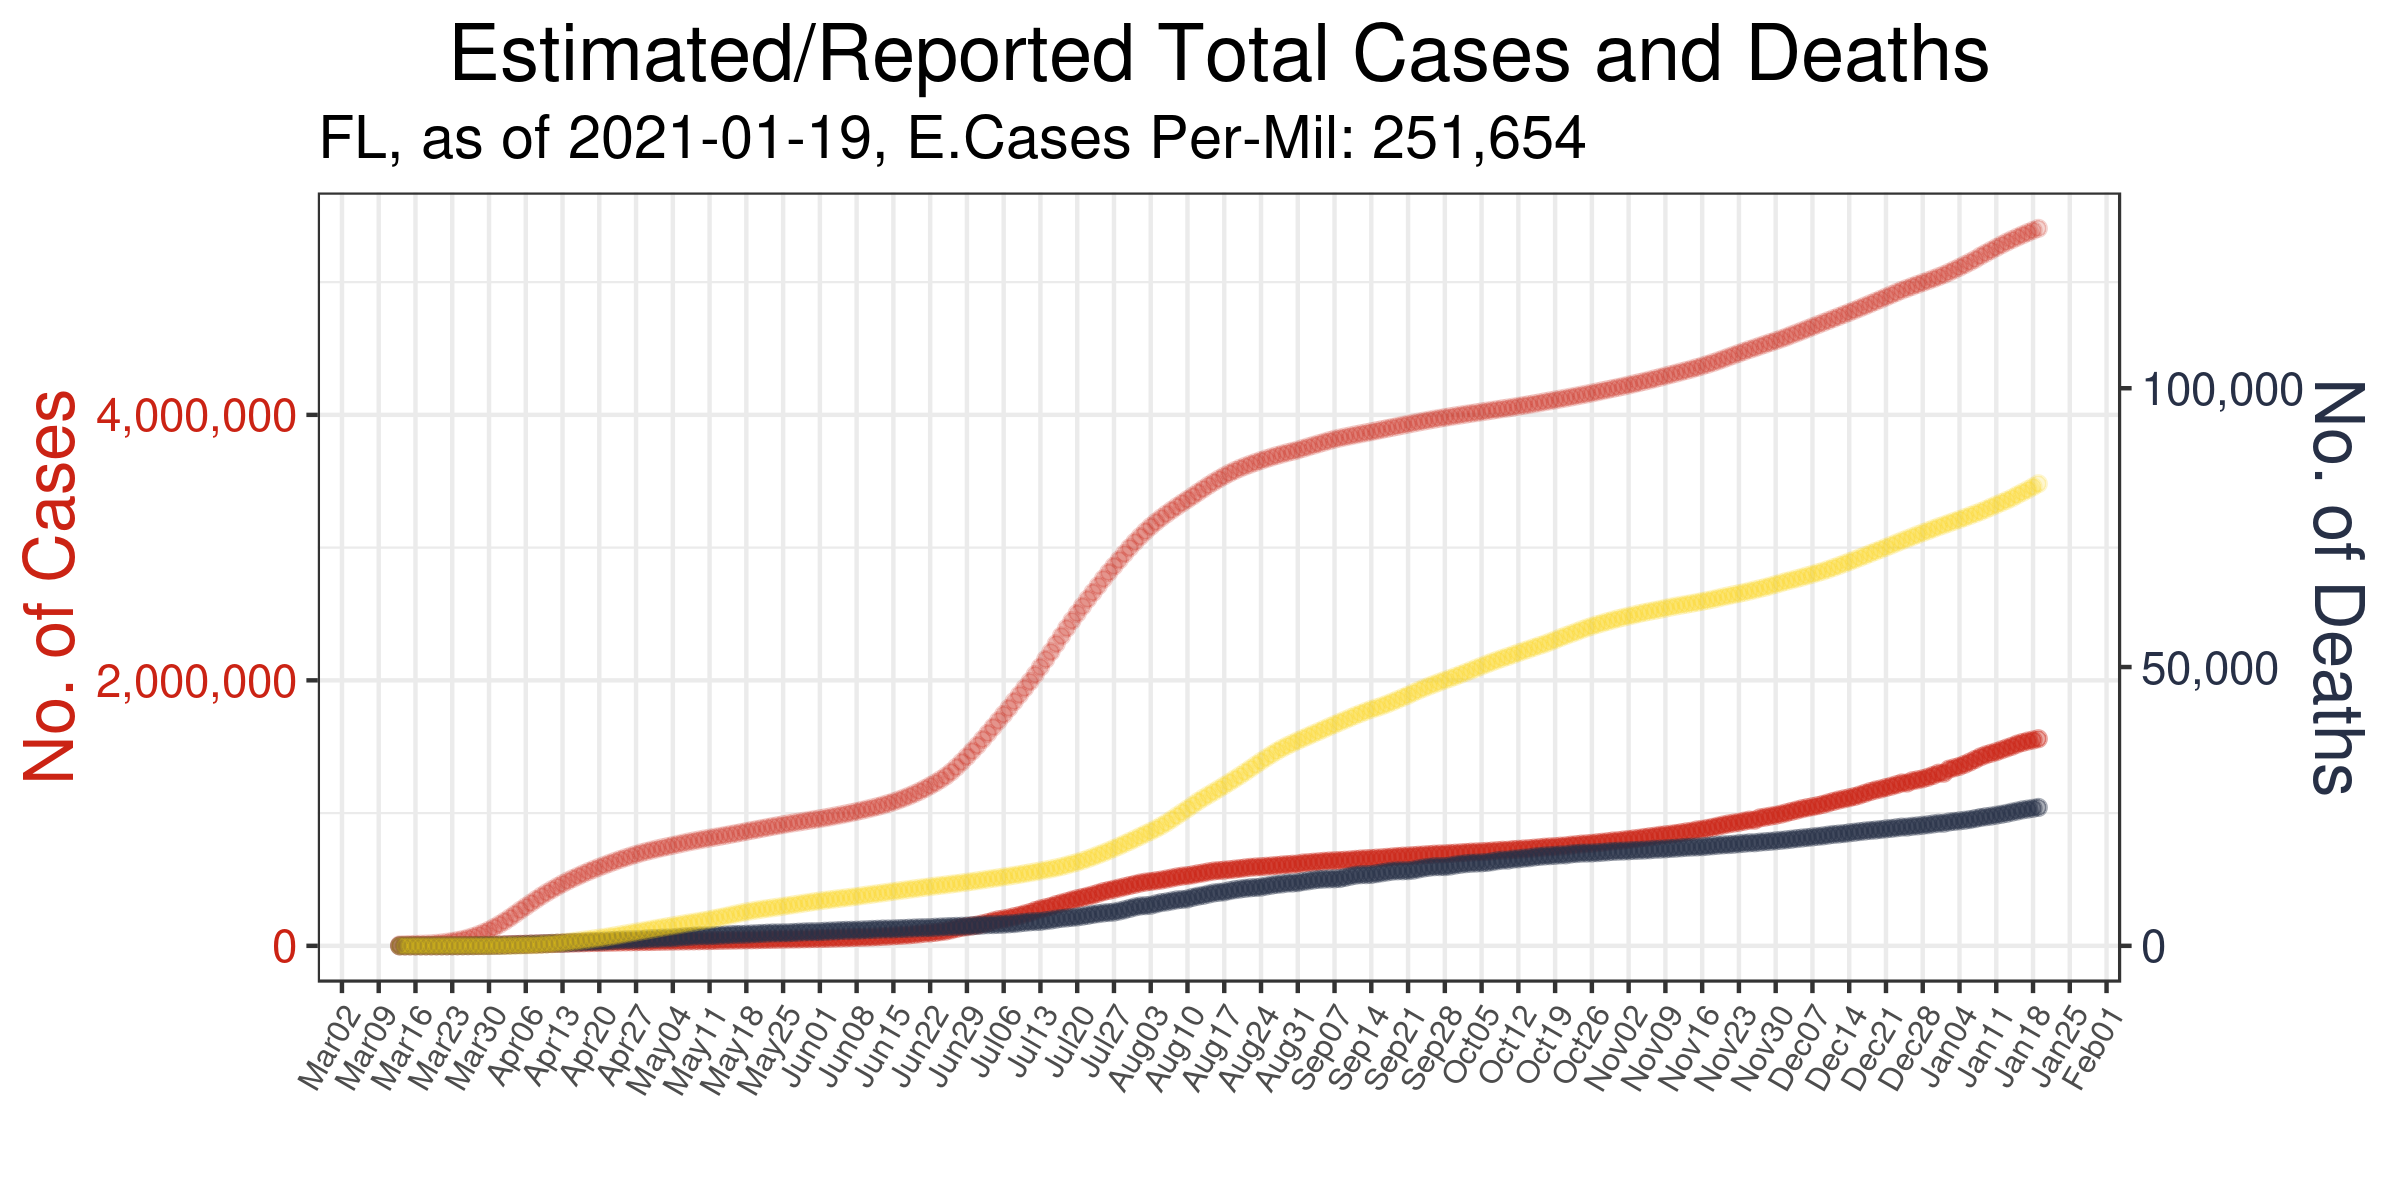 Estimated/Reported Total Cases and Deaths
FL, as of 2021-01-19, E.Cases Per-Mil: 251,654
No. of Cases
4,000,000
2,000,000
0
100,000
50,000
0
No. of Deaths
Mar02
Mar09
Mar16
Mar23
Mar30
Apr06
Apr13
Apr20
Apr27
May04
May11
May18
May25
Jun01
Jun08
Jun15
Jun22
Jun29
Jul06
Jul13
Jul20
Jul27
Aug03
Aug10
Aug17
Aug24
Aug31
Sep07
Sep14
Sep21
Sep28
Oct05
Oct12
Oct19
Oct26
Nov02
Nov09
Nov16
Nov23
Nov30
Dec07
Dec14
Dec21
Dec28
Jan04
Jan11
Jan18
Jan25
Feb01